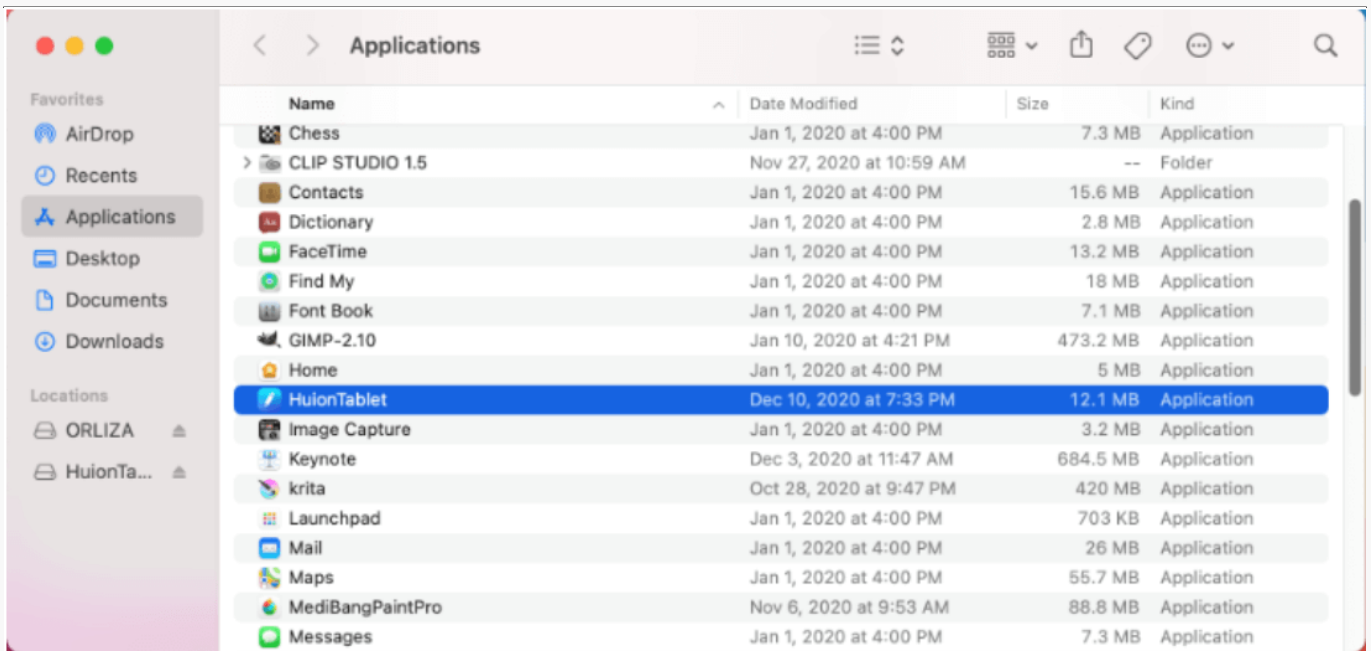 Applications
Favorites
AirDrop
Recents
Applications
Desktop
Documents
Downloads
Locations
ORLIZA
HuionTa...
Name Date Modified Size Kind
Chess Jan 1, 2020 at 4:00 PM 7.3 MB Application
CLIP STUDIO 1.5 Nov 27, 2020 at 10:59 AM -- Folder
Contacts Jan 1, 2020 at 4:00 PM 15.6 MB Application
Aa Dictionary Jan 1, 2020 at 4:00 PM 2.8 MB Application
FaceTime Jan 1, 2020 at 4:00 PM 13.2 MB Application
Find My Jan 1, 2020 at 4:00 PM 18 MB Application
Font Book Jan 1, 2020 at 4:00 PM 7.1 MB Application
GIMP-2.10 Jan 10, 2020 at 4:21 PM 473.2 MB Application
Home Jan 1, 2020 at 4:00 PM 5 MB Application
HuionTablet Dec 10, 2020 at 7:33 PM 12.1 MB Application
Image Capture Jan 1, 2020 at 4:00 PM 3.2 MB Application
Keynote Dec 3, 2020 at 11:47 AM 684.5 MB Application
krita Oct 28, 2020 at 9:47 PM 420 MB Application
Launchpad Jan 1, 2020 at 4:00 PM 703 KB Application
Mail Jan 1, 2020 at 4:00 PM 26 MB Application
Maps Jan 1, 2020 at 4:00 PM 55.7 MB Application
MediBangPaintPro Nov 6, 2020 at 9:53 AM 88.8 MB Application
Messages Jan 1, 2020 at 4:00 PM 7.3 MB Application